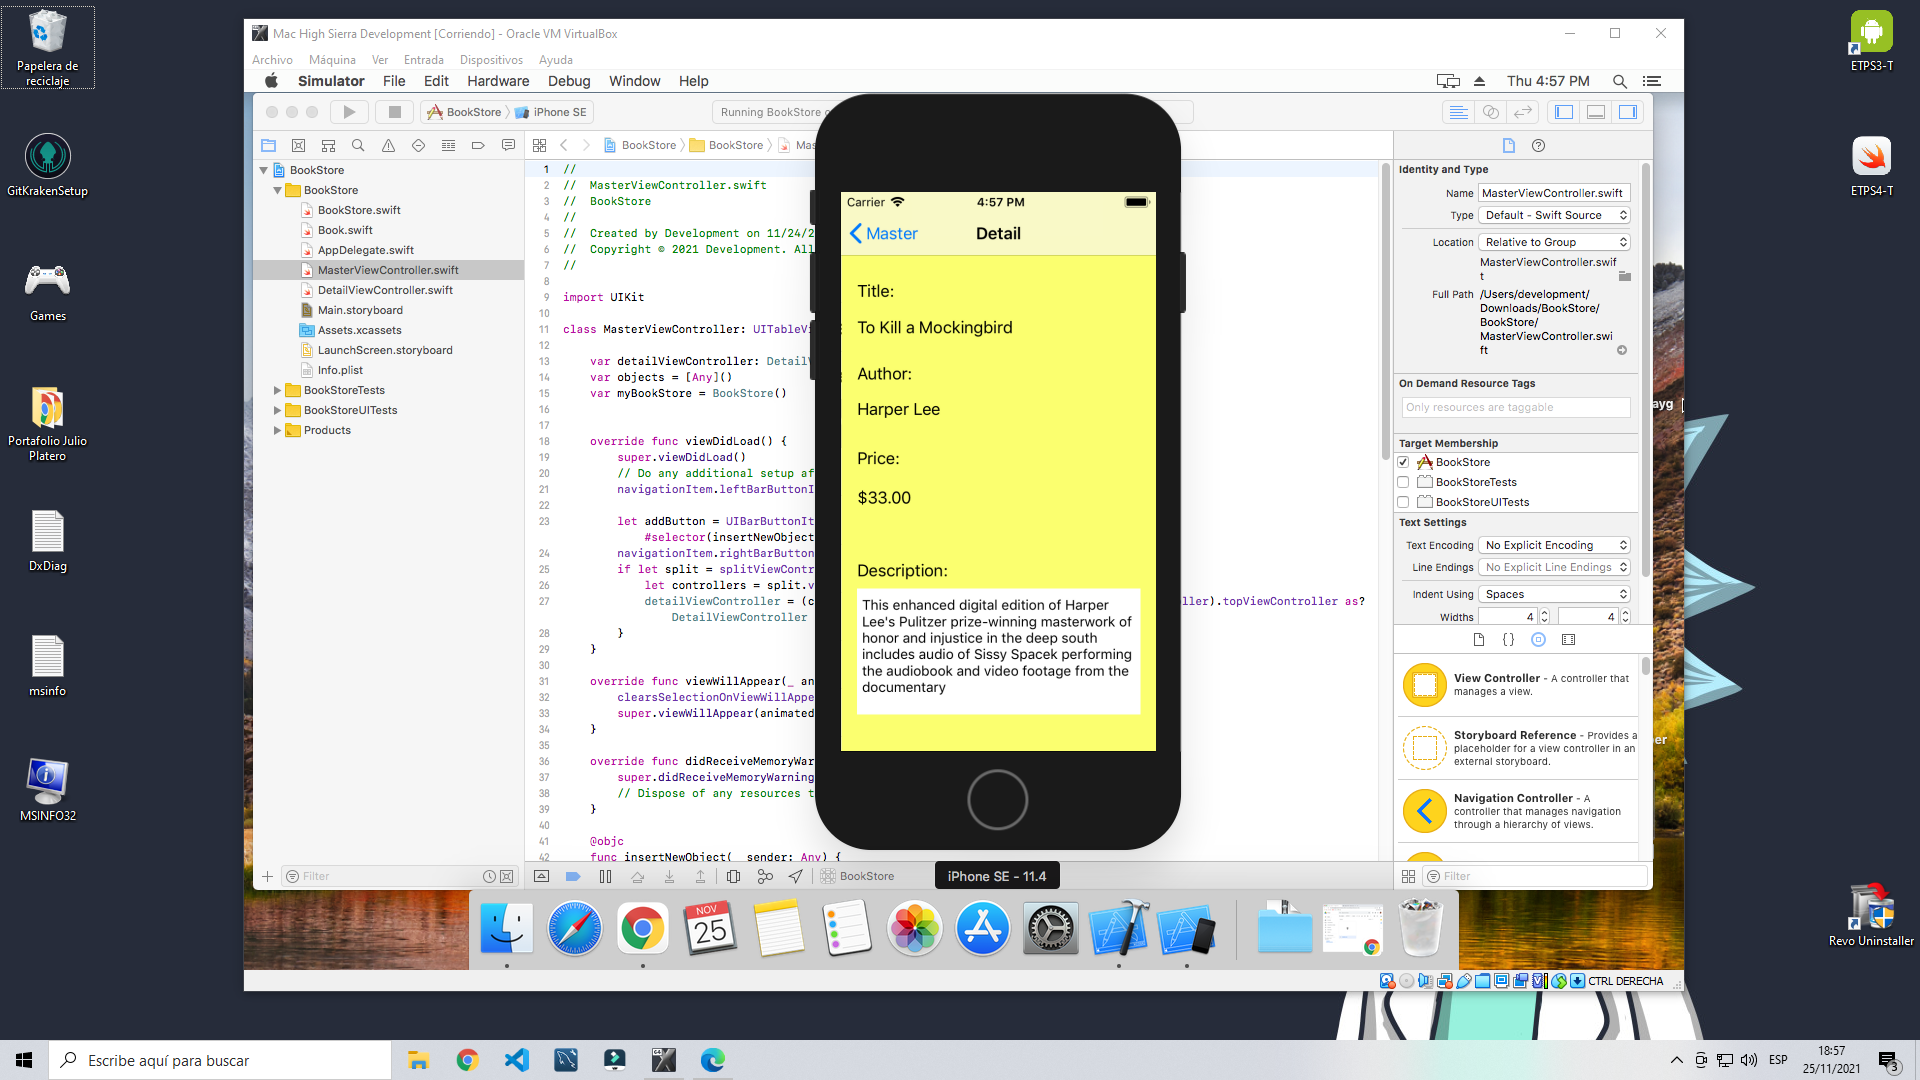 Papelera de
reciclaje
GitKrakenSetup
Games
Portafolio Julio
Platero
DxDiag
msinfo
MSINFO32
ETPS3-T
ETPS4-T
Revo Uninstaller
Mac High Sierra Development [Corriendo] - Oracle VM VirtualBox
Archivo Máquina Ver Entrada Dispositivos Ayuda
Simulator File Edit Hardware Debug Window Help
Thu 4:57 PM
BookStore iPhone SE
Running BookStore
BookStore BookStore
BookStore
BookStore
BookStore.swift
Book.swift
AppDelegate.swift
MasterViewController.swift
DetailViewController.swift
Main.storyboard
Assets.xcassets
LaunchScreen.storyboard
Info.plist
BookStoreTests
BookStoreUITests
Products
Filter
1 //
2 // MasterViewController.swift
3 // BookStore
4 //
5 // Created by Development on 11/24/2
6 // Copyright © 2021 Development. All
7 //
8
9 import UIKit
10
11 class MasterViewController: UITableVi
12
13 var detailViewController: DetailV
14 var objects = [Any]()
15 var myBookStore = BookStore()
16
17
18 override func viewDidLoad() {
19 super.viewDidLoad()
20 // Do any additional setup af
21 navigationItem.leftBarButtonI
22
23 let addButton = UIBarButtonIt
#selector(insertNewObject
24 navigationItem.rightBarButton
25 if let split = splitViewContr
26 let controllers = split.v
27 detailViewController = (c ller).topViewController as?
DetailViewController
28 }
29 }
30
31 override func viewWillAppear(_ an
32 clearsSelectionOnViewWillAppe
33 super.viewWillAppear(animated
34 }
35
36 override func didReceiveMemoryWar
37 super.didReceiveMemoryWarning
38 // Dispose of any resources t
39 }
40
41 @objc
42 func insertNewObject(_ sender: Any) {
BookStore
Carrier 4:57 PM
Master Detail
Title:
To Kill a Mockingbird
Author:
Harper Lee
Price:
$33.00
Description:
This enhanced digital edition of Harper
Lee's Pulitzer prize-winning masterwork of
honor and injustice in the deep south
includes audio of Sissy Spacek performing
the audiobook and video footage from the
documentary
iPhone SE - 11.4
Identity and Type
Name MasterViewController.swift
Type Default - Swift Source
Location Relative to Group
MasterViewController.swif
t
Full Path /Users/development/
Downloads/BookStore/
BookStore/
MasterViewController.swi
ft
On Demand Resource Tags
Only resources are taggable
Target Membership
BookStore
BookStoreTests
BookStoreUITests
Text Settings
Text Encoding No Explicit Encoding
Line Endings No Explicit Line Endings
Indent Using Spaces
Widths 4 4
View Controller - A controller that
manages a view.
Storyboard Reference - Provides a
placeholder for a view controller in an
external storyboard.
Navigation Controller - A
controller that manages navigation
through a hierarchy of views.
Filter
NOV
25
CTRL DERECHA
Escribe aquí para buscar
ESP
18:57
25/11/2021
3